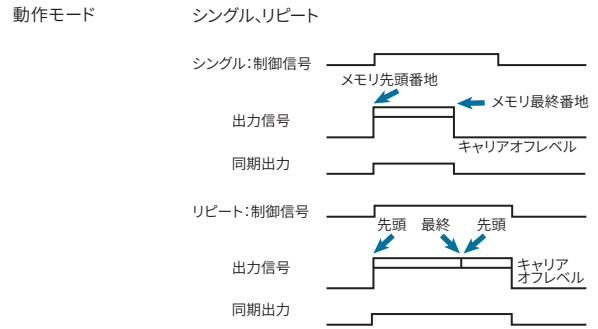 動作モード
シングル、リピート
シングル：制御信号
メモリ先頭番地
メモリ最終番地
出力信号
キャリアオフレベル
同期出力
リピート：制御信号
先頭 最終 先頭
出力信号
キャリア
オフレベル
同期出力